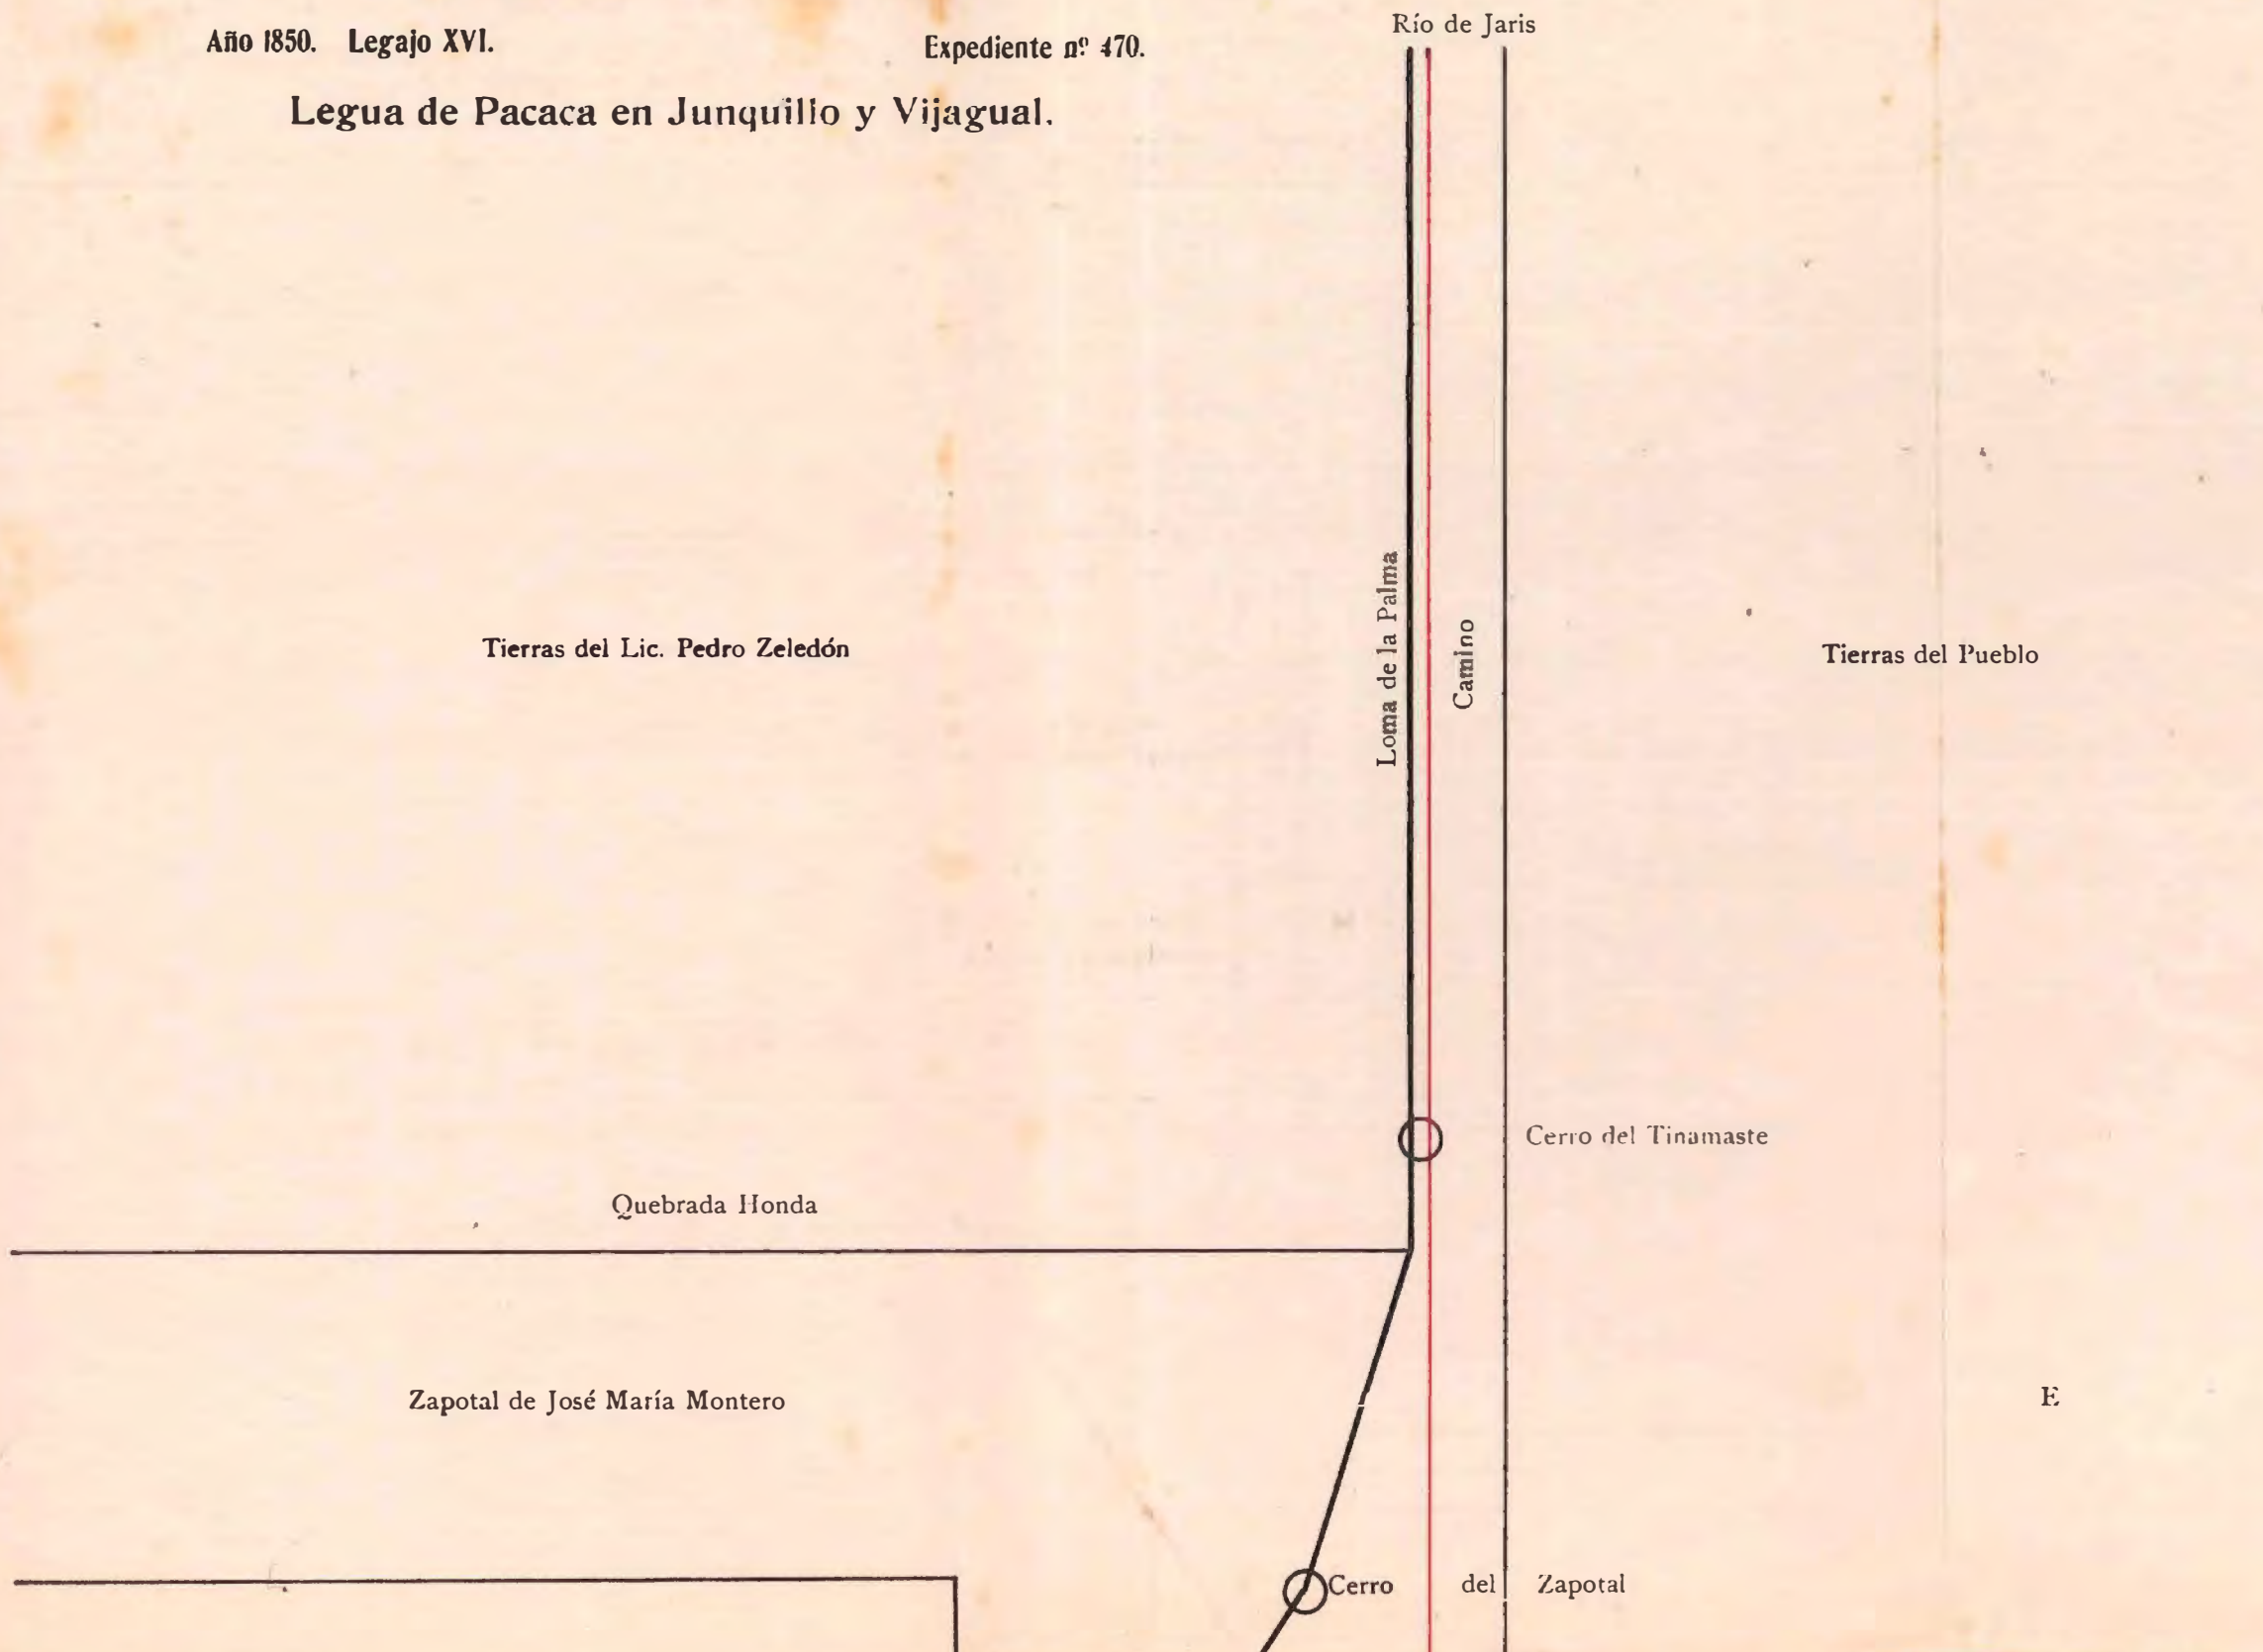 Río de Jaris
Año 1850. Legajo XVI.
Expediente nº 470.
Legua de Pacaca en Junquillo y Vijagual.
Loma de la Palma
Camino
Tierras del Lic. Pedro Zeledón
Tierras del Pueblo
Cerro del Tinamaste
Quebrada Honda
Zapotal de José María Montero
E
Cerro del Zapotal